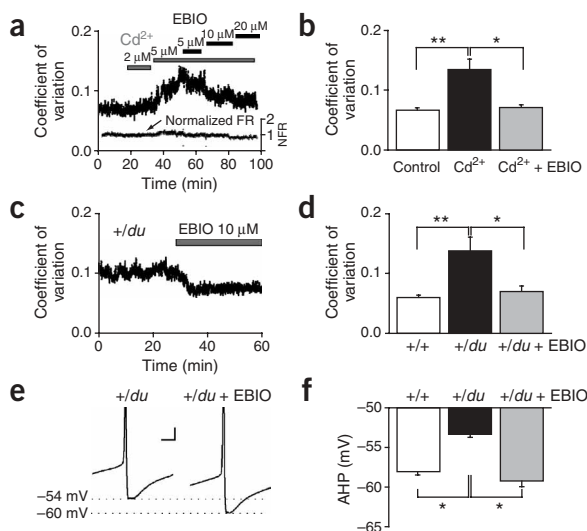 a
EBIO
Cd2+
2 μM
5 μM
5 μM
10 μM
20 μM
Coefficient of
variation
0.2
0.1
0.0
Normalized FR
2
1
NFR
0
20
40
60
80
100
Time (min)
b
Coefficient of
variation
0.2
0.1
0.0
**
*
Control
Cd2+
Cd2+ + EBIO
c
Coefficient of
variation
0.2
0.1
0.0
+/du
EBIO 10 μM
0
20
40
60
Time (min)
d
Coefficient of
variation
0.2
0.1
0.0
**
*
+/+
+/du
+/du + EBIO
e
+/du
+/du + EBIO
–54 mV
–60 mV
f
+/+
+/du
+/du + EBIO
AHP (mV)
–50
–55
–60
–65
*
*